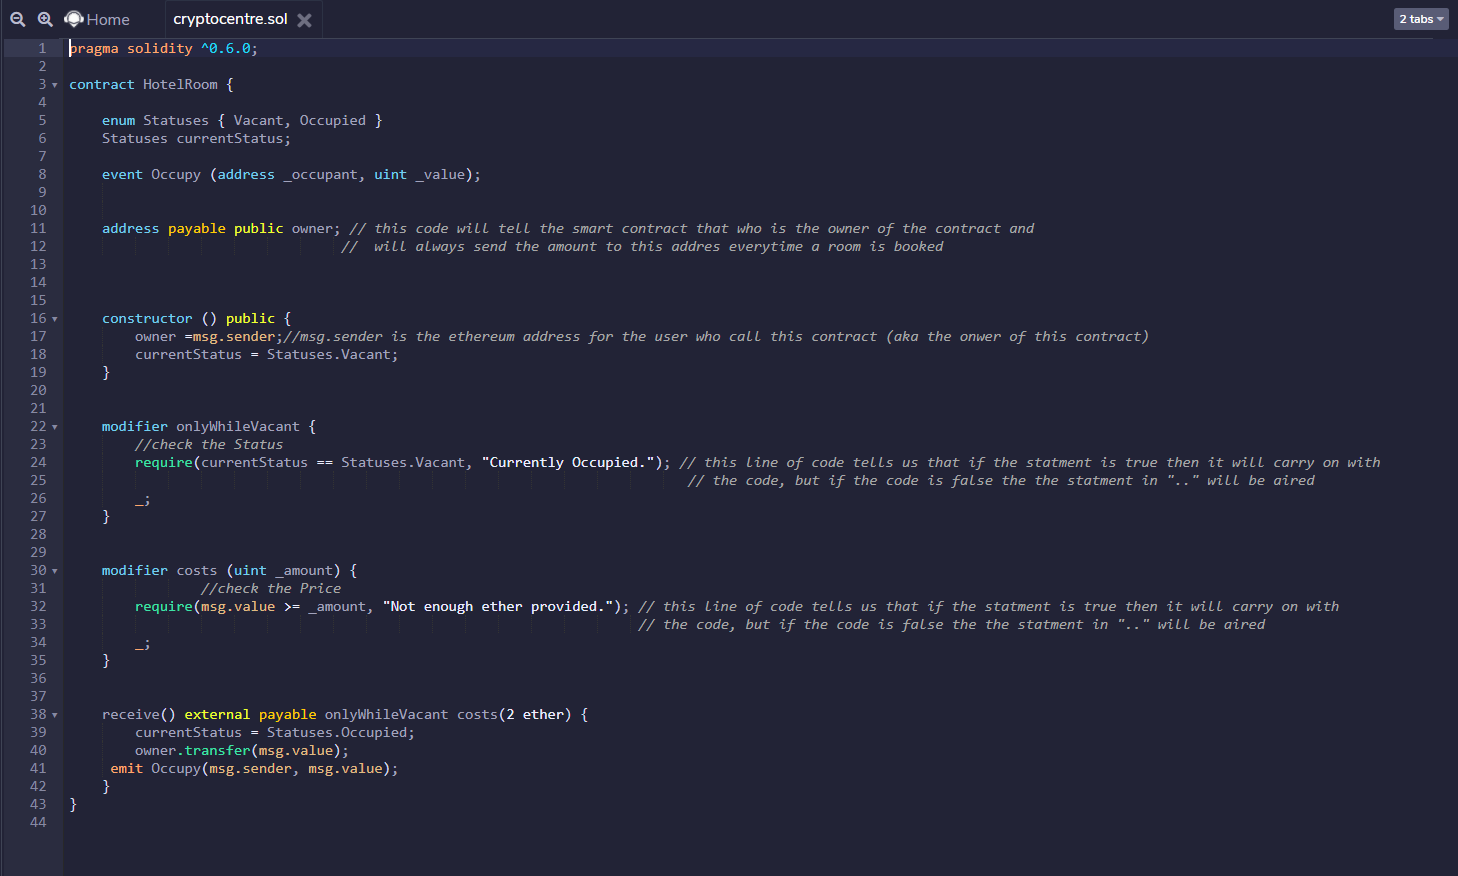 Home cryptocentre.sol 2 tabs
1 pragma solidity ^0.6.0;
2
3 contract HotelRoom {
4
5 enum Statuses { Vacant, Occupied }
6 Statuses currentStatus;
7
8 event Occupy (address _occupant, uint _value);
9
10
11 address payable public owner; // this code will tell the smart contract that who is the owner of the contract and
12 // will always send the amount to this addres everytime a room is booked
13
14
15
16 constructor () public {
17 owner =msg.sender;//msg.sender is the ethereum address for the user who call this contract (aka the onwer of this contract)
18 currentStatus = Statuses.Vacant;
19 }
20
21
22 modifier onlyWhileVacant {
23 //check the Status
24 require(currentStatus == Statuses.Vacant, "Currently Occupied."); // this line of code tells us that if the statment is true then it will carry on with
25 // the code, but if the code is false the the statment in ".." will be aired
26 _;
27 }
28
29
30 modifier costs (uint _amount) {
31 //check the Price
32 require(msg.value >= _amount, "Not enough ether provided."); // this line of code tells us that if the statment is true then it will carry on with
33 // the code, but if the code is false the the statment in ".." will be aired
34 _;
35 }
36
37
38 receive() external payable onlyWhileVacant costs(2 ether) {
39 currentStatus = Statuses.Occupied;
40 owner.transfer(msg.value);
41 emit Occupy(msg.sender, msg.value);
42 }
43 }
44